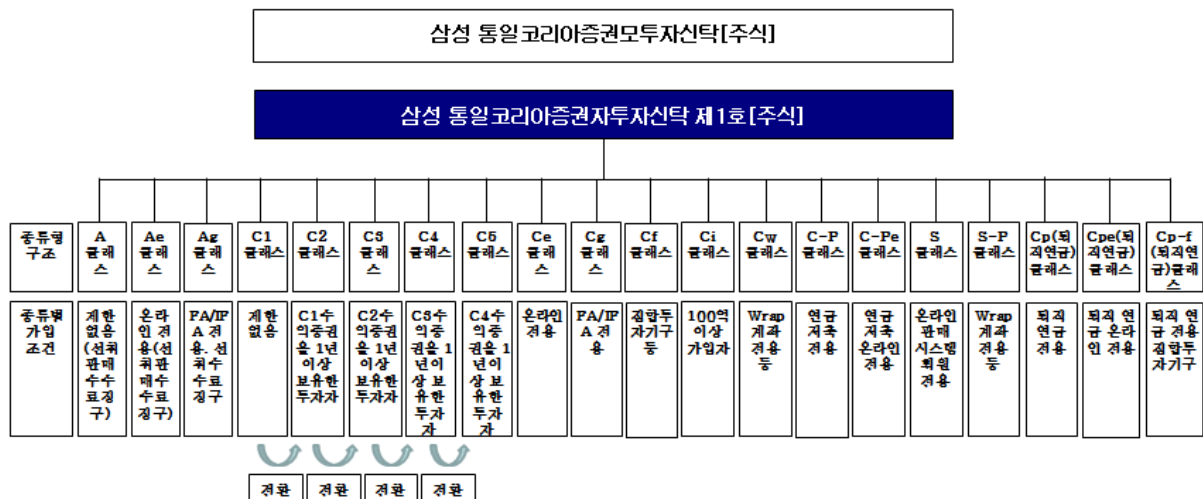 삼성 통일코리아증권모투자신탁[주식]
삼성 통일코리아증권자투자신탁 제1호[주식]
종류형
구조
A
클래
스
Ae
클래
스
Ag
클래
스
C1
클래스
C2
클래스
C3
클래스
C4
클래스
C5
클래스
Ce
클래스
Cg
클래스
Cf
클래스
Ci
클래스
Cw
클래스
C-P
클래스
C-Pe
클래스
S
클래스
S-P
클래스
Cp(퇴
직연금)
클래스
Cpe(퇴
직연금)
클래스
Cp-f
(퇴직연
금)클래
스
종류별
가입
조건
제한
없음
(선취
판매
수수
료징
구)
온라
인 전
용(선
취판
매수
수료
징구)
FA/IF
A 전
용. 선
취수수
료징구
제한
없음
C1수
익증권
을 1년
이상
보유한
투자자
C2수
익증권
을 1년
이상
보유한
투자자
C3수
익증
권을 1
년이
상 보
유한
투자
자
C4수
익증
권을 1
년이
상 보
유한
투자
자
온라인
전용
FA/IF
A 전
용
집합투
자기구
등
100억
이상
가입자
Wrap
계좌
전용
등
연금
저축
전용
연금
저축
온라인
전용
온라인
판매
시스템
회원
전용
Wrap
계좌
전용
등
퇴직
연금
전용
퇴직 연
금 온라
인 전용
퇴직 연
금 전용
집합투
자기구
전환
전환
전환
전환